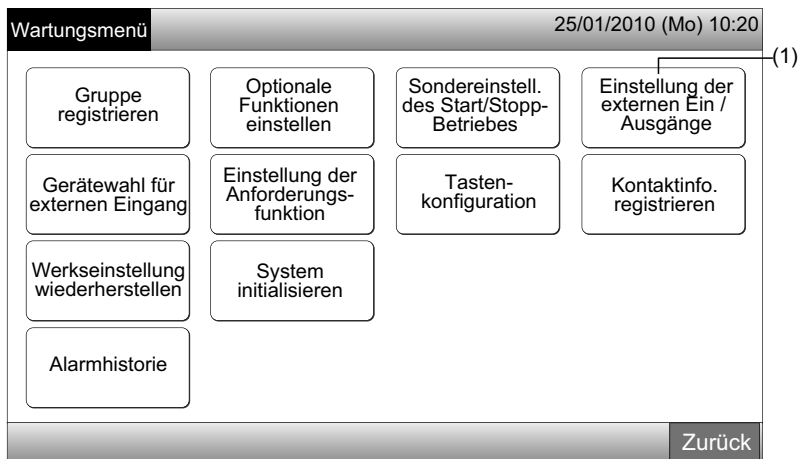 Wartungsmenü
25/01/2010 (Mo) 10:20
(1)
Gruppe
registrieren
Optionale
Funktionen
einstellen
Sondereinstell.
des Start/Stopp-
Betriebes
Einstellung der
externen Ein /
Ausgänge
Gerätewahl für
externen Eingang
Einstellung der
Anforderungs-
funktion
Tasten-
konfiguration
Kontaktinfo.
registrieren
Werkseinstellung
wiederherstellen
System
initialisieren
Alarmhistorie
Zurück